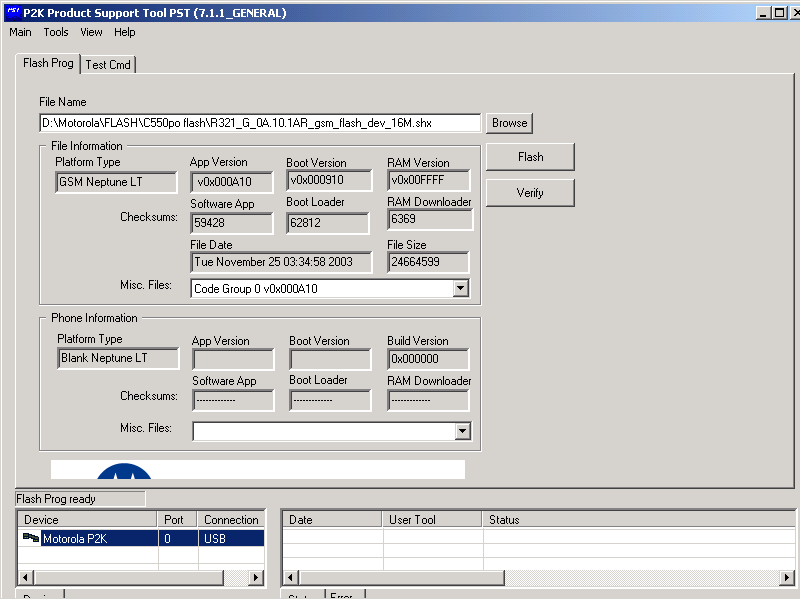 PST P2K Product Support Tool PST (7.1.1_GENERAL)
Main Tools View Help
Flash Prog Test Cmd
File Name
D:\Motorola\FLASH\C550po flash\R321_G_0A.10.1AR_gsm_flash_dev_16M.shx Browse
File Information
Flash
Platform Type App Version Boot Version RAM Version
GSM Neptune LT v0x000A10 v0x000910 v0x00FFFF
Verify
Software App Boot Loader RAM Downloader
Checksums: 59428 62812 6369
File Date File Size
Tue November 25 03:34:58 2003 24664599
Misc. Files: Code Group 0 v0x000A10
Phone Information
Platform Type App Version Boot Version Build Version
Blank Neptune LT 0x000000
Software App Boot Loader RAM Downloader
Checksums: ------------- ------------- -------------
Misc. Files:
Flash Prog ready
Device Port Connection Date User Tool Status
Motorola P2K 0 USB
Device Status Error